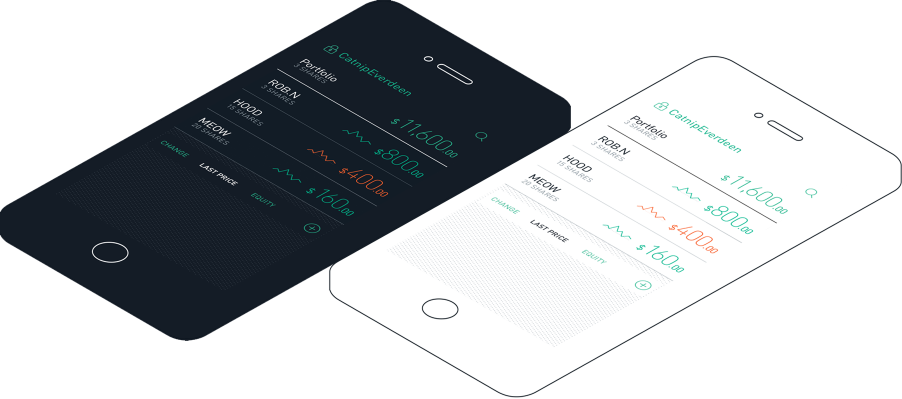 CatnipEverdeen
Portfolio $11,600.00
3 SHARES
ROB.N $800.00
3 SHARES
HOOD $400.00
15 SHARES
MEOW $160.00
20 SHARES
CHANGE LAST PRICE EQUITY
CatnipEverdeen
Portfolio $11,600.00
3 SHARES
ROB.N $800.00
3 SHARES
HOOD $400.00
15 SHARES
MEOW $160.00
20 SHARES
CHANGE LAST PRICE EQUITY